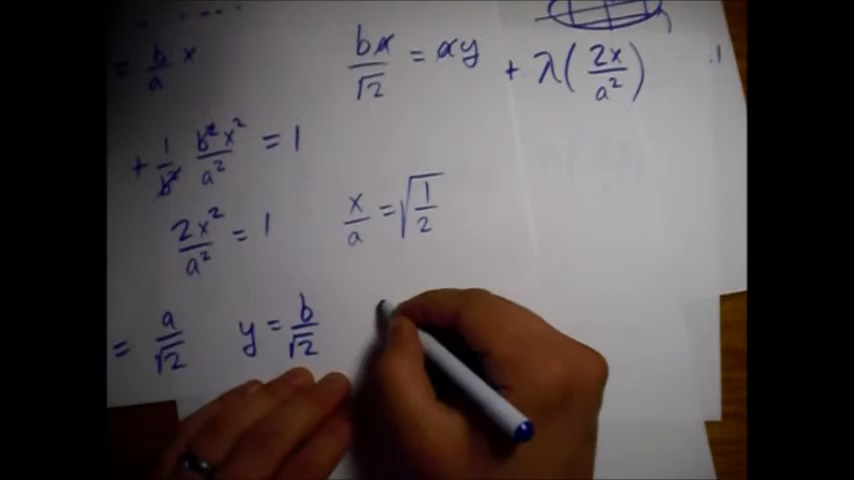 = b/a x
bx/√2 = xy + λ(2x/a²)
+ 1/b² b²x²/a² = 1
2x²/a² = 1    x/a = √(1/2)
= a/√2    y = b/√2